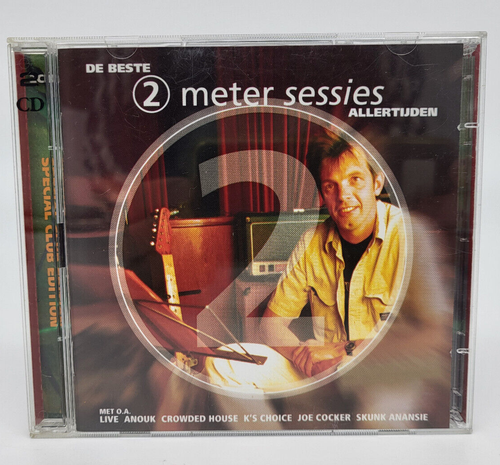 DE BESTE
2 meter sessies
ALLERTIJDEN
2
2CD
SPECIAL CLUB EDITION
MET O.A.
LIVE ANOUK CROWDED HOUSE K'S CHOICE JOE COCKER SKUNK ANANSIE